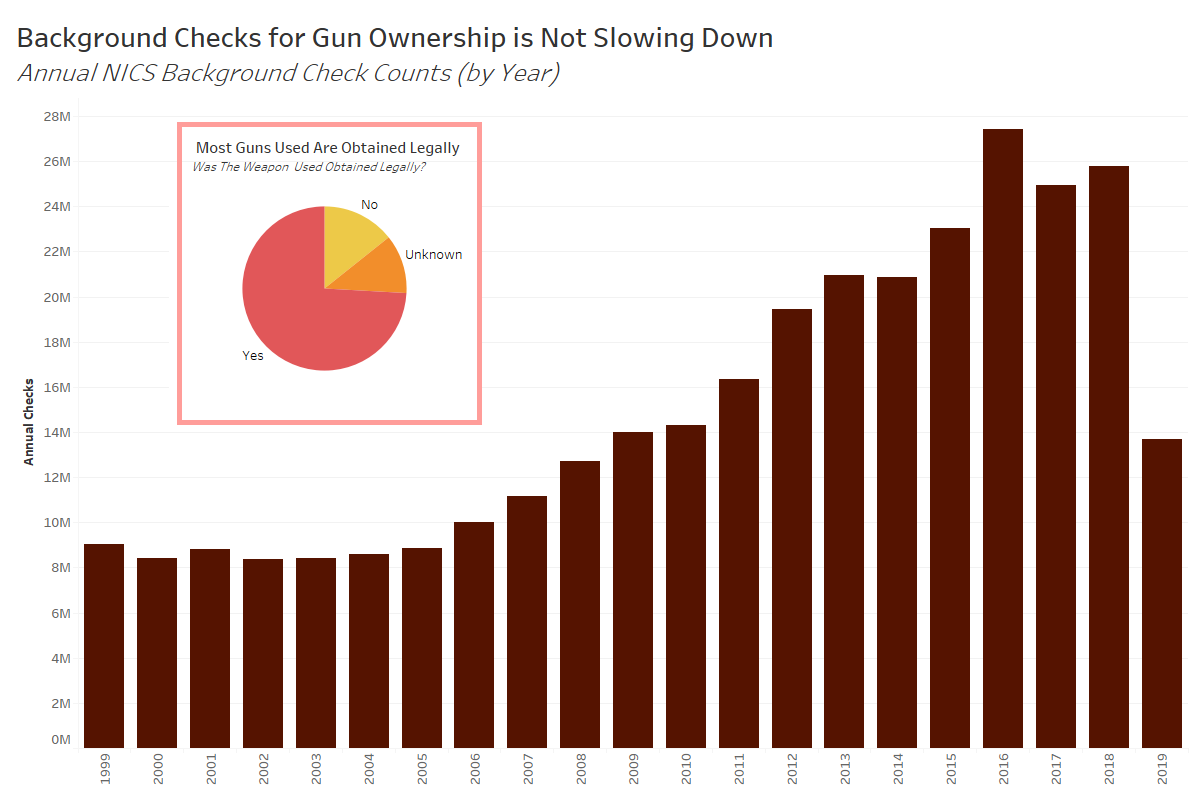 Background Checks for Gun Ownership is Not Slowing Down
Annual NICS Background Check Counts (by Year)
28M
26M
24M
22M
20M
18M
16M
14M
12M
10M
8M
6M
4M
2M
0M
Annual Checks
Most Guns Used Are Obtained Legally
Was The Weapon Used Obtained Legally?
No
Unknown
Yes
1999
2000
2001
2002
2003
2004
2005
2006
2007
2008
2009
2010
2011
2012
2013
2014
2015
2016
2017
2018
2019